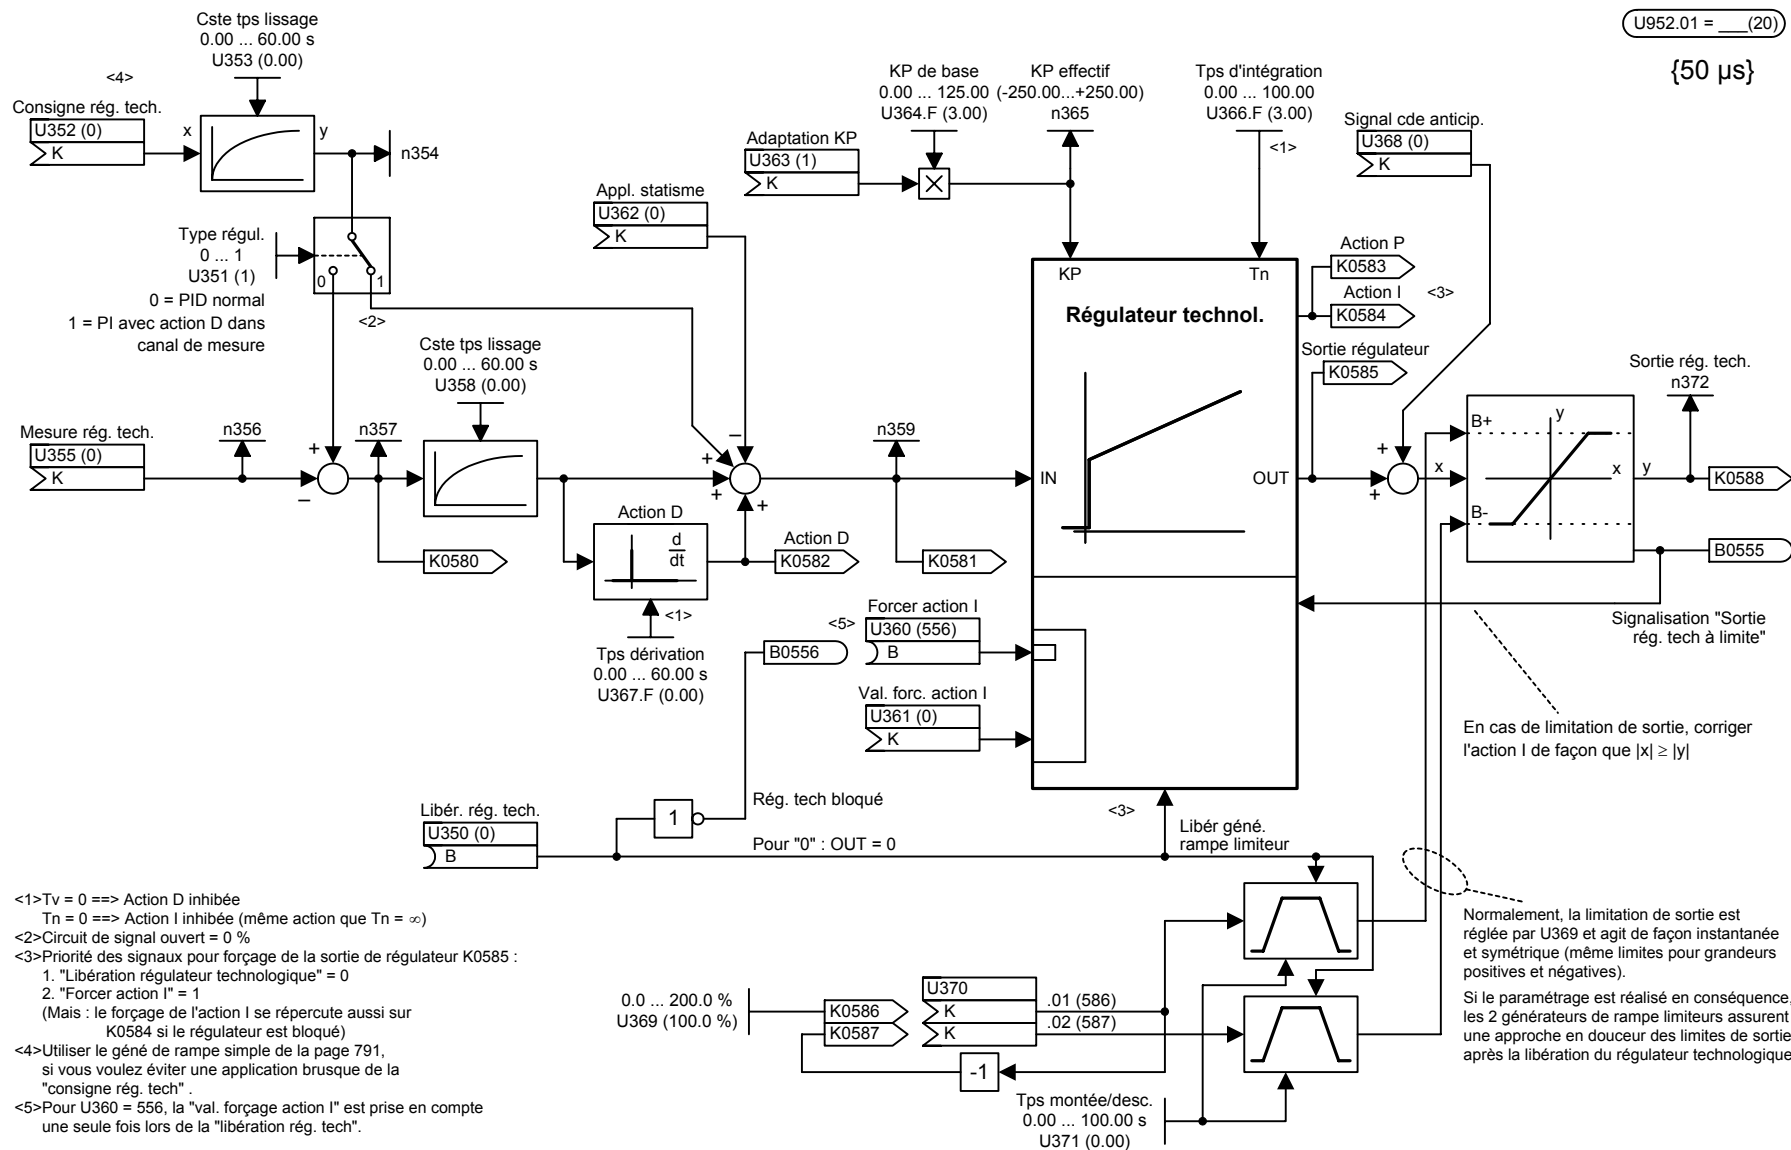 U952.01 = ___(20)
{50 µs}
Cste tps lissage
0.00 ... 60.00 s
U353 (0.00)
<4>
Consigne rég. tech.
U352 (0)
K
x
y
n354
Type régul.
0 ... 1
U351 (1)
0 = PID normal
1 = PI avec action D dans
canal de mesure
0
1
<2>
Cste tps lissage
0.00 ... 60.00 s
U358 (0.00)
Mesure rég. tech.
U355 (0)
K
n356
+
–
n357
K0580
Appl. statisme
U362 (0)
K
–
+
+
+
Action D
d
dt
Action D
K0582
<1>
Tps dérivation
0.00 ... 60.00 s
U367.F (0.00)
n359
K0581
Adaptation KP
U363 (1)
K
KP de base
0.00 ... 125.00
U364.F (3.00)
KP effectif
(-250.00...+250.00)
n365
Tps d'intégration
0.00 ... 100.00
U366.F (3.00)
<1>
Signal cde anticip.
U368 (0)
K
KP
Tn
Régulateur technol.
IN
OUT
Action P
K0583
Action I
K0584
<3>
Sortie régulateur
K0585
+
+
x
B+
B-
y
x
y
Sortie rég. tech.
n372
K0588
B0555
Signalisation "Sortie
rég. tech à limite"
En cas de limitation de sortie, corriger
l'action I de façon que |x| ≥ |y|
<5>
Forcer action I
U360 (556)
B
B0556
Val. forc. action I
U361 (0)
K
Libér. rég. tech.
U350 (0)
B
1
Rég. tech bloqué
Pour "0" : OUT = 0
<3>
Libér géné.
rampe limiteur
Normalement, la limitation de sortie est
réglée par U369 et agit de façon instantanée
et symétrique (même limites pour grandeurs
positives et négatives).
Si le paramétrage est réalisé en conséquence,
les 2 générateurs de rampe limiteurs assurent
une approche en douceur des limites de sortie
après la libération du régulateur technologique
0.0 ... 200.0 %
U369 (100.0 %)
K0586
K0587
U370
K
K
.01 (586)
.02 (587)
-1
Tps montée/desc.
0.00 ... 100.00 s
U371 (0.00)
<1>Tv = 0 ==> Action D inhibée
Tn = 0 ==> Action I inhibée (même action que Tn = ∞)
<2>Circuit de signal ouvert = 0 %
<3>Priorité des signaux pour forçage de la sortie de régulateur K0585 :
1. "Libération régulateur technologique" = 0
2. "Forcer action I" = 1
(Mais : le forçage de l'action I se répercute aussi sur
K0584 si le régulateur est bloqué)
<4>Utiliser le géné de rampe simple de la page 791,
si vous voulez éviter une application brusque de la
"consigne rég. tech" .
<5>Pour U360 = 556, la "val. forçage action I" est prise en compte
une seule fois lors de la "libération rég. tech".